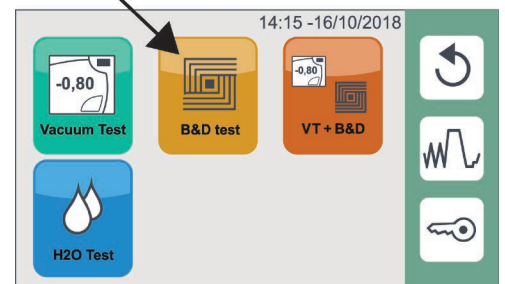 14:15 -16/10/2018
-0,80
Vacuum Test
B&D test
-0,80
VT + B&D
H2O Test